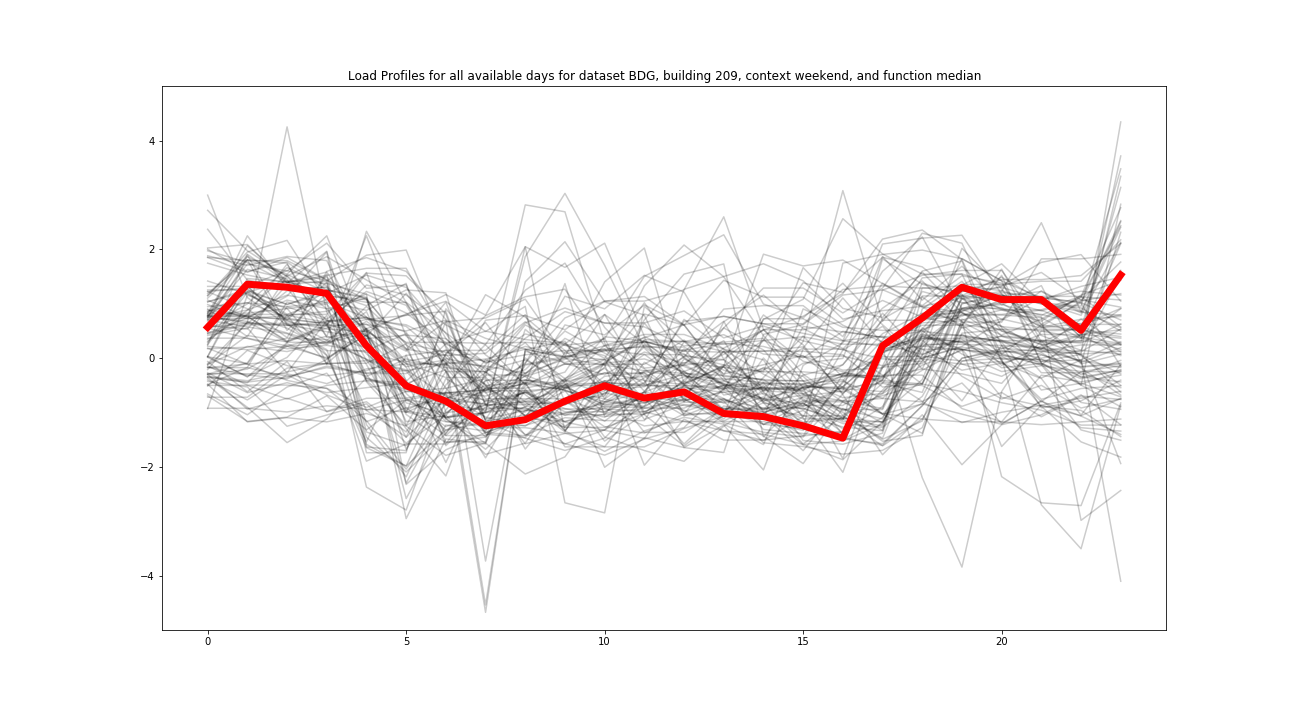 Load Profiles for all available days for dataset BDG, building 209, context weekend, and function median
4
2
0
−2
−4
0 5 10 15 20